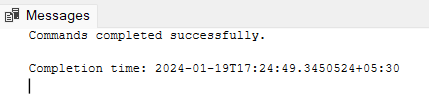 Messages
Commands completed successfully.
Completion time: 2024-01-19T17:24:49.3450524+05:30